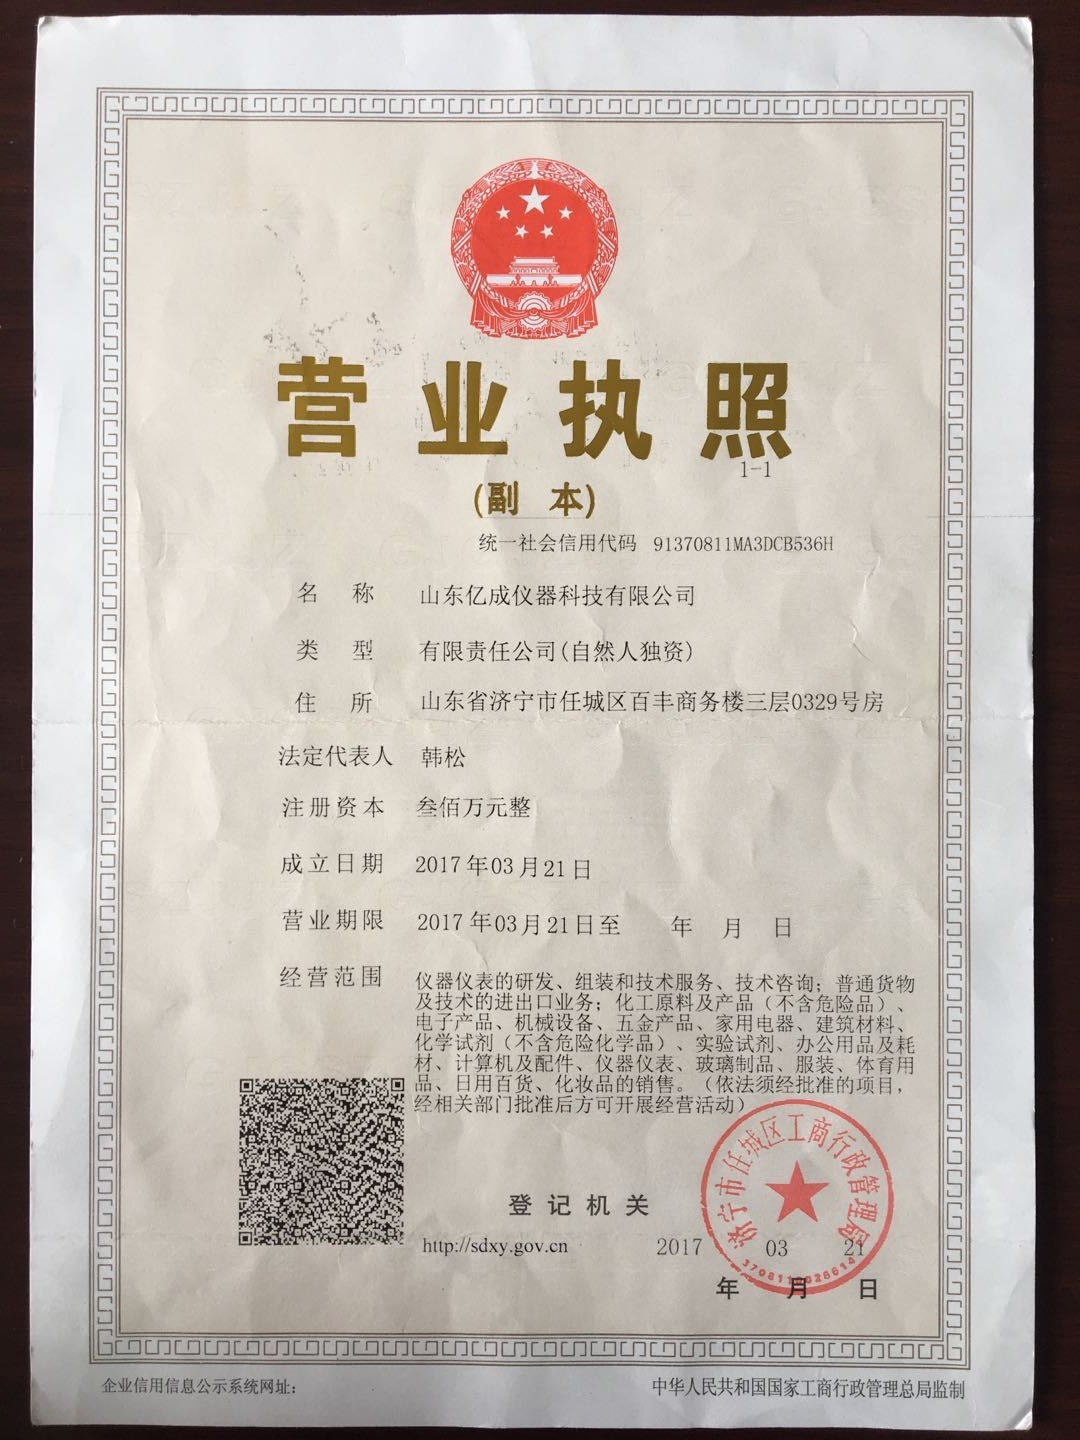 营业执照
1-1
(副 本)
统一社会信用代码 91370811MA3DCB536H
名 称 山东亿成仪器科技有限公司
类 型 有限责任公司(自然人独资)
住 所 山东省济宁市任城区百丰商务楼三层0329号房
法定代表人 韩松
注册资本 叁佰万元整
成立日期 2017年03月21日
营业期限 2017年03月21日至 年 月 日
经营范围 仪器仪表的研发、组装和技术服务、技术咨询；普通货物
及技术的进出口业务；化工原料及产品（不含危险品）、
电子产品、机械设备、五金产品、家用电器、建筑材料、
化学试剂（不含危险化学品）、实验试剂、办公用品及耗
材、计算机及配件、仪器仪表、玻璃制品、服装、体育用
品、日用百货、化妆品的销售。（依法须经批准的项目，
经相关部门批准后方可开展经营活动）
济宁市任城区工商行政管理局
登记机关
http://sdxy.gov.cn
2017 03 21
年 月 日
企业信用信息公示系统网址：
中华人民共和国国家工商行政管理总局监制